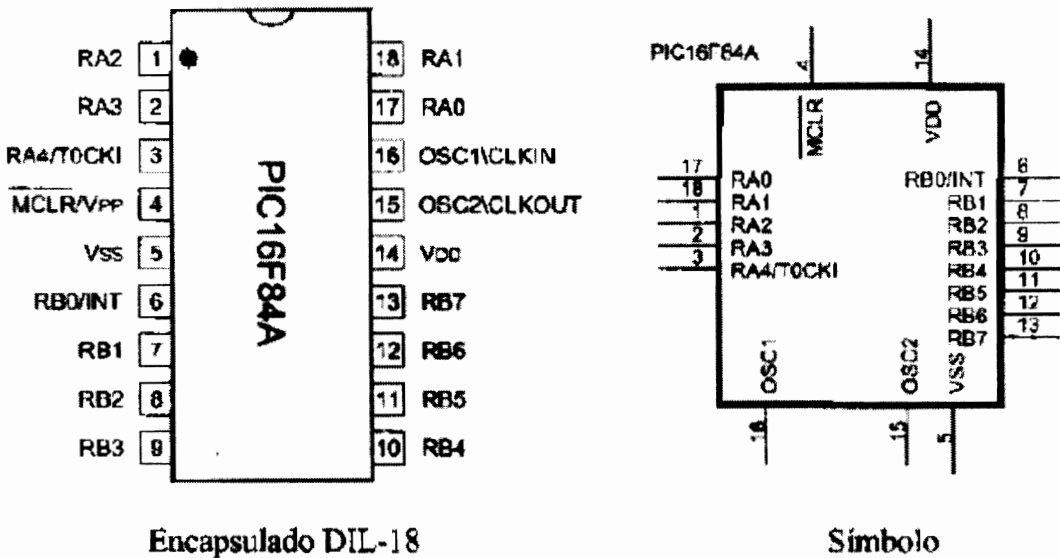 RA2 1 18 RA1
RA3 2 17 RA0
RA4/T0CKI 3 16 OSC1\CLKIN
MCLR/VPP 4 15 OSC2\CLKOUT
VSS 5 14 VDD
RB0/INT 6 13 RB7
RB1 7 12 RB6
RB2 8 11 RB5
RB3 9 10 RB4
PIC16F84A
Encapsulado DIL-18
PIC16F84A
4 14
MCLR VDD
17 RA0 RB0/INT 6
18 RA1 RB1 7
1 RA2 RB2 8
2 RA3 RB3 9
3 RA4/T0CKI RB4 10
RB5 11
RB6 12
RB7 13
OSC1 OSC2 VSS
16 15 5
Símbolo